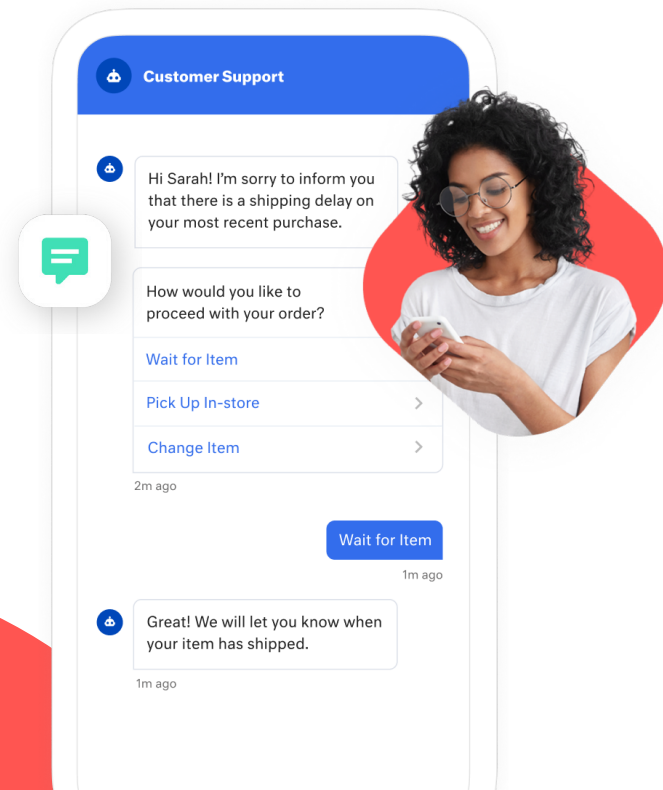 Customer Support
Hi Sarah! I’m sorry to inform you
that there is a shipping delay on
your most recent purchase.
How would you like to
proceed with your order?
Wait for Item
Pick Up In-store
Change Item
2m ago
Wait for Item
1m ago
Great! We will let you know when
your item has shipped.
1m ago